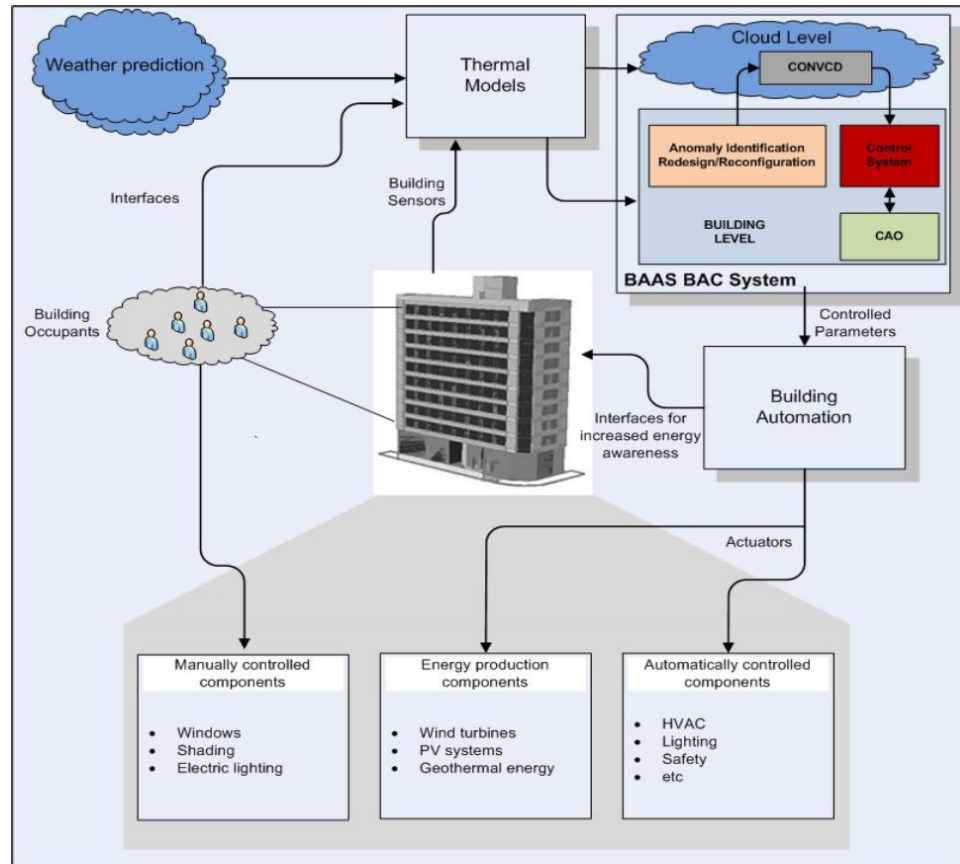 Weather prediction
Thermal
Models
Cloud Level
CONVCD
Anomaly Identification
Redesign/Reconfiguration
Control
System
BUILDING
LEVEL
CAO
BAAS BAC System
Interfaces
Building
Sensors
Building
Occupants
Controlled
Parameters
Building
Automation
Interfaces for
increased energy
awareness
Actuators
Manually controlled
components
• Windows
• Shading
• Electric lighting
Energy production
components
• Wind turbines
• PV systems
• Geothermal energy
Automatically controlled
components
• HVAC
• Lighting
• Safety
• etc